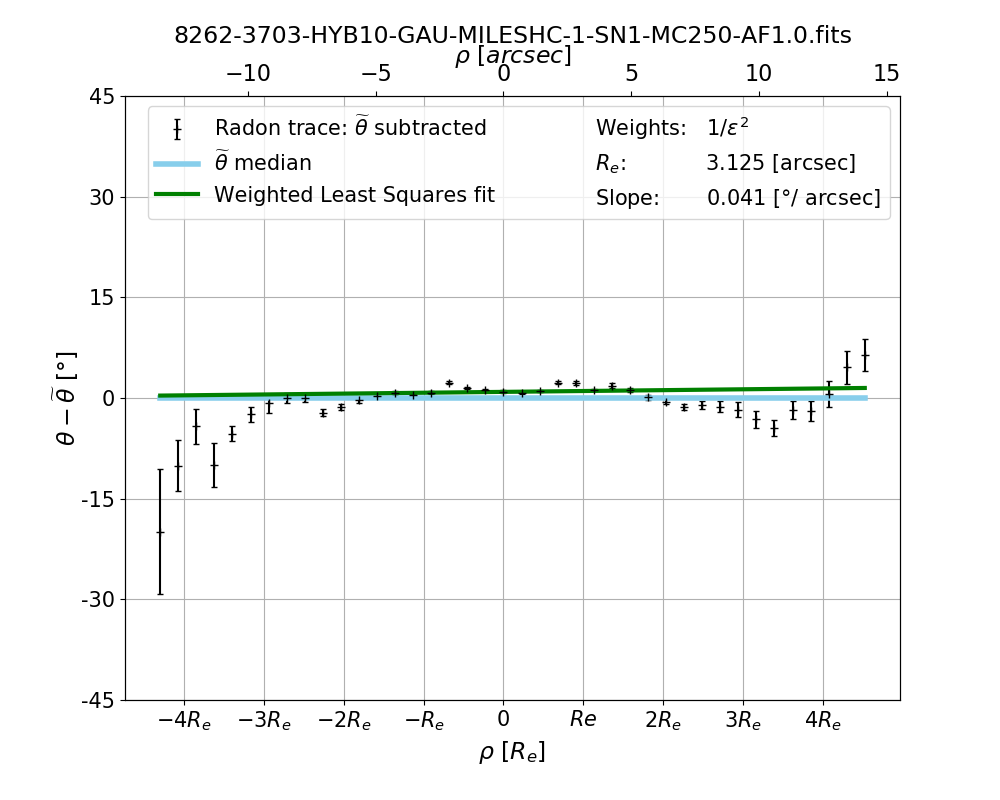 8262-3703-HYB10-GAU-MILESHC-1-SN1-MC250-AF1.0.fits
ρ [arcsec]
−10 −5 0 5 10 15
Radon trace: θ̃ subtracted
θ̃ median
Weighted Least Squares fit
Weights: 1/ε²
Rₑ: 3.125 [arcsec]
Slope: 0.041 [°/ arcsec]
45
30
15
0
-15
-30
-45
θ − θ̃ [°]
−4Rₑ −3Rₑ −2Rₑ −Rₑ 0 Re 2Rₑ 3Rₑ 4Rₑ
ρ [Rₑ]